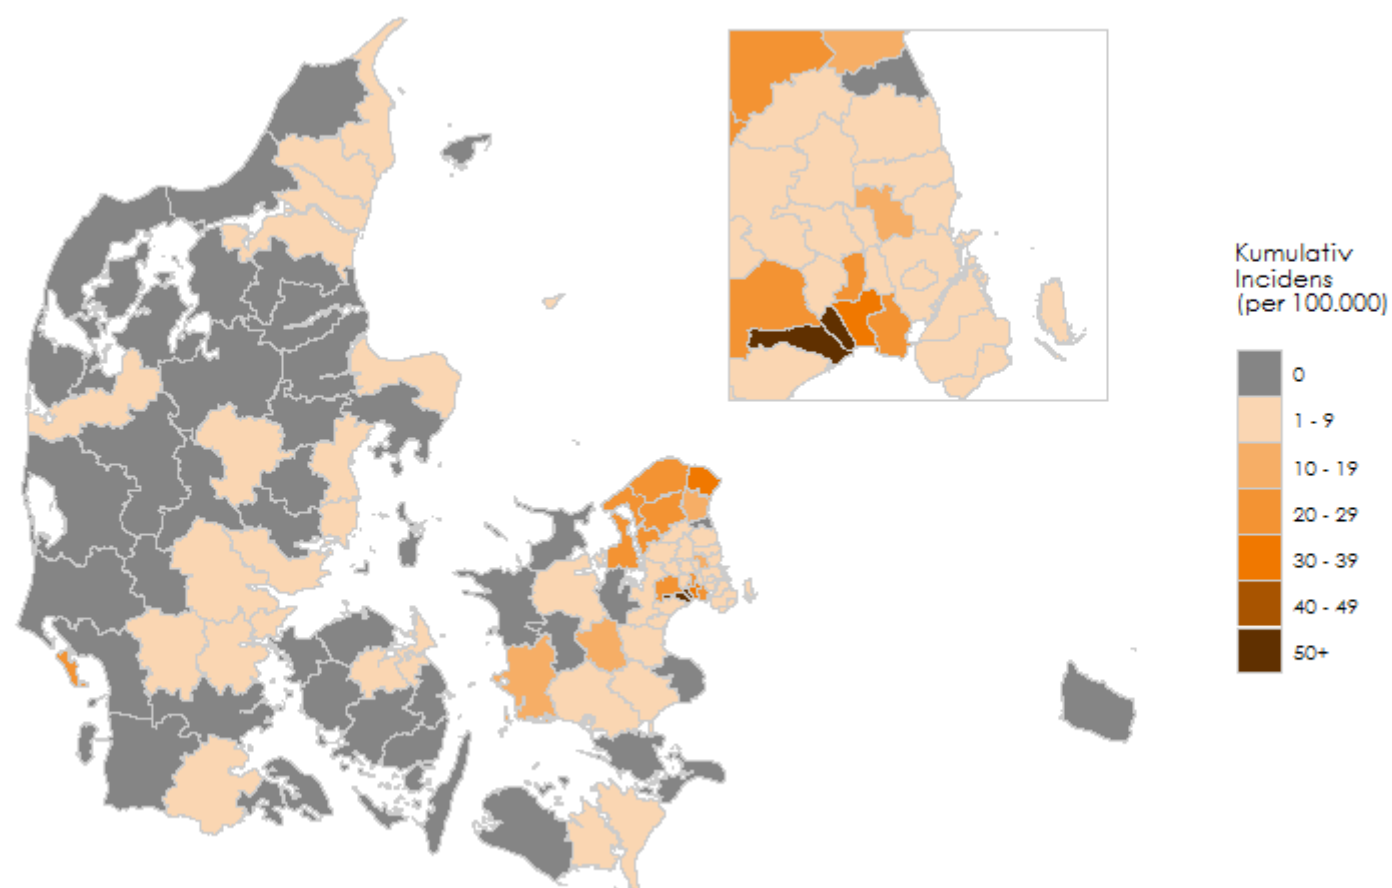 Kumulativ
Incidens
(per 100.000)
0
1 - 9
10 - 19
20 - 29
30 - 39
40 - 49
50+